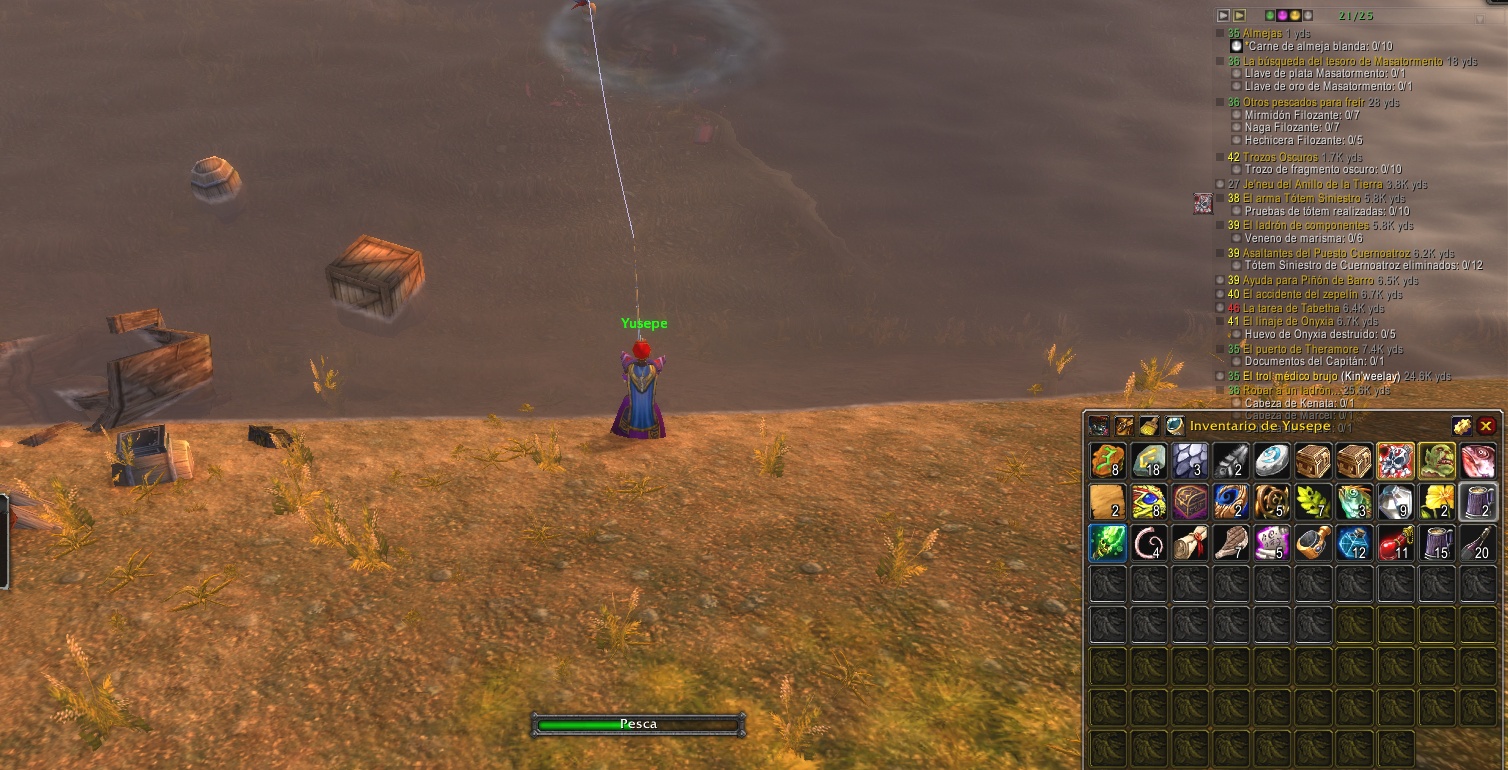 21/25
35 Almejas 1 yds
*Carne de almeja blanda: 0/10
36 La búsqueda del tesoro de Masatormento 18 yds
Llave de plata Masatormento: 0/1
Llave de oro de Masatormento: 0/1
36 Otros pescados para freír 28 yds
Mirmidón Filozante: 0/7
Naga Filozante: 0/7
Hechicera Filozante: 0/5
42 Trozos Oscuros 1.7K yds
Trozo de fragmento oscuro: 0/10
27 Je'neu del Anillo de la Tierra 3.8K yds
38 El arma Tótem Siniestro 5.8K yds
Pruebas de tótem realizadas: 0/10
39 El ladrón de componentes 5.8K yds
Veneno de marisma: 0/6
39 Asaltantes del Puesto Cuernoatroz 6.2K yds
Tótem Siniestro de Cuernoatroz eliminados: 0/12
39 Ayuda para Piñón de Barro 6.5K yds
40 El accidente del zepelín 6.7K yds
La tarea de Tabetha 6.4K yds
41 El linaje de Onyxia 6.7K yds
Huevo de Onyxia destruido: 0/5
35 El puerto de Theramore 7.4K yds
Documentos del Capitán: 0/1
35 El trol médico brujo (Kin'weelay) 24.6K yds
36 Robar a un ladrón... 25.6K yds
Cabeza de Kenata: 0/1
Cabeza de Marcel: 0/1
Yusepe
Inventario de Yusepe
8 18 3 2
2 8 2 5 7 3 9 2 2
4 7 5 12 11 15 20
Pesca